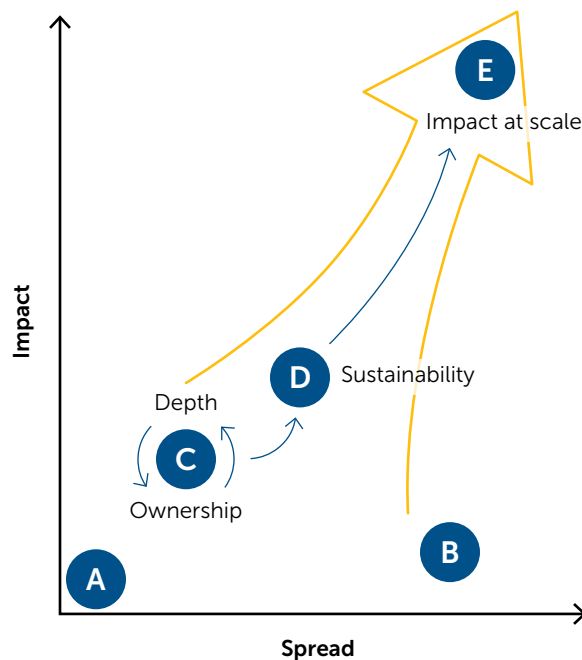 E
Impact at scale
Impact
D
Sustainability
Depth
C
Ownership
B
A
Spread